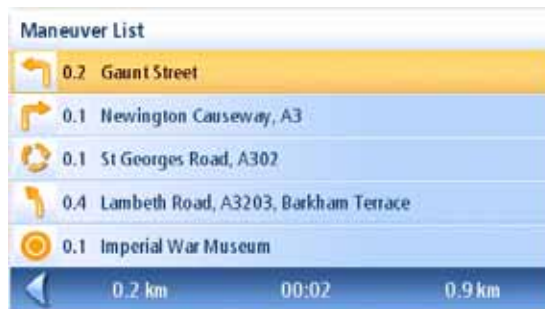 Maneuver List
0.2 Gaunt Street
0.1 Newington Causeway, A3
0.1 St Georges Road, A302
0.4 Lambeth Road, A3203, Barkham Terrace
0.1 Imperial War Museum
0.2 km 00:02 0.9 km